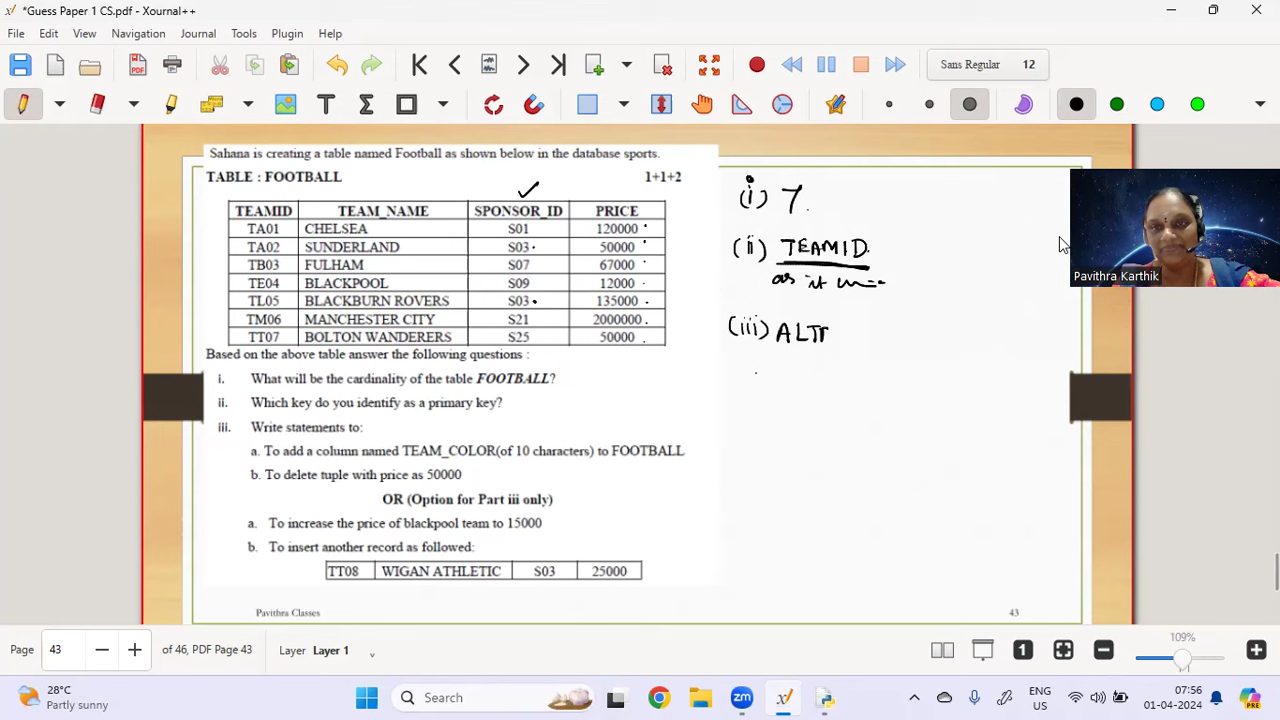 *Guess Paper 1 CS.pdf - Xournal++
File Edit View Navigation Journal Tools Plugin Help
PDF
Sans Regular 12
Sahana is creating a table named Football as shown below in the database sports.
TABLE : FOOTBALL 1+1+2
TEAMID TEAM_NAME SPONSOR_ID PRICE
TA01 CHELSEA S01 120000
TA02 SUNDERLAND S03 50000
TB03 FULHAM S07 67000
TE04 BLACKPOOL S09 12000
TL05 BLACKBURN ROVERS S03 135000
TM06 MANCHESTER CITY S21 2000000
TT07 BOLTON WANDERERS S25 50000
Based on the above table answer the following questions :
i. What will be the cardinality of the table FOOTBALL?
ii. Which key do you identify as a primary key?
iii. Write statements to:
a. To add a column named TEAM_COLOR(of 10 characters) to FOOTBALL
b. To delete tuple with price as 50000
OR (Option for Part iii only)
a. To increase the price of blackpool team to 15000
b. To insert another record as followed:
TT08 WIGAN ATHLETIC S03 25000
Pavithra Classes 43
(i) 7
(ii) TEAMID
as it
(iii) ALT
Pavithra Karthik
Page 43 of 46, PDF Page 43 Layer Layer 1 109%
28°C
Partly sunny
Search
ENG
US
07:56
01-04-2024
PRE